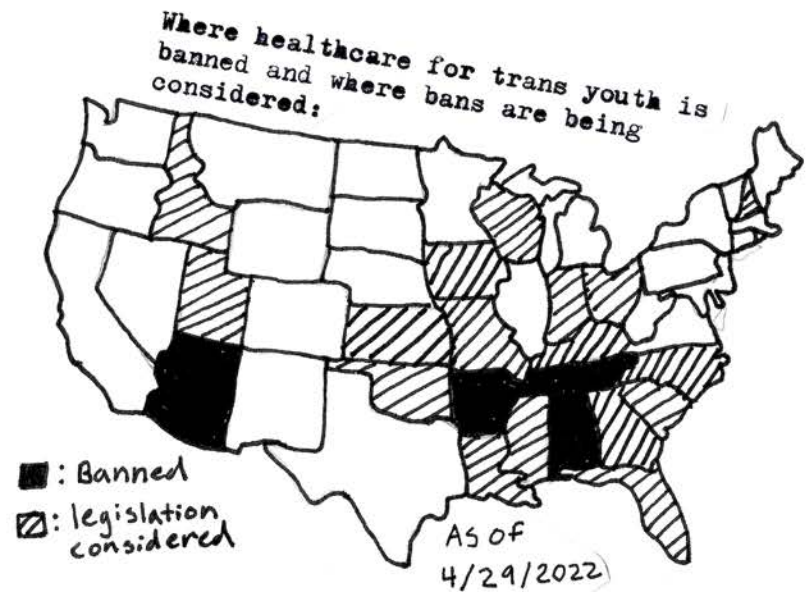 Where healthcare for trans youth is
banned and where bans are being
considered:
: Banned
: legislation
considered
As of
4/29/2022